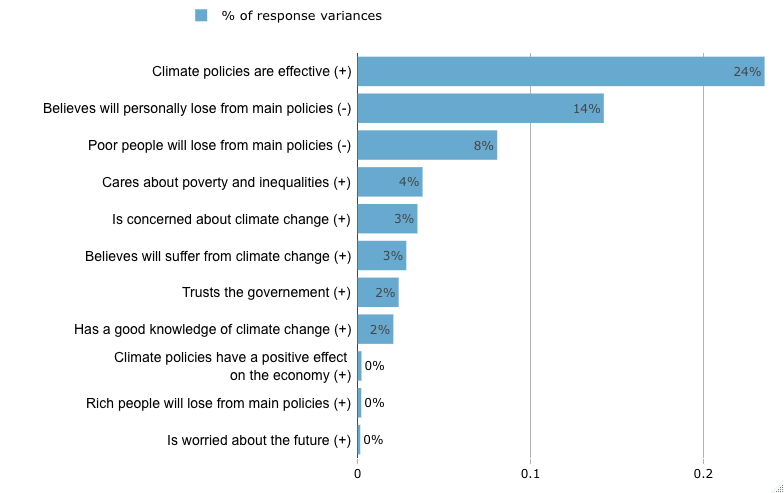 % of response variances
Climate policies are effective (+) 24%
Believes will personally lose from main policies (-) 14%
Poor people will lose from main policies (-) 8%
Cares about poverty and inequalities (+) 4%
Is concerned about climate change (+) 3%
Believes will suffer from climate change (+) 3%
Trusts the governement (+) 2%
Has a good knowledge of climate change (+) 2%
Climate policies have a positive effect
on the economy (+) 0%
Rich people will lose from main policies (+) 0%
Is worried about the future (+) 0%
0 0.1 0.2